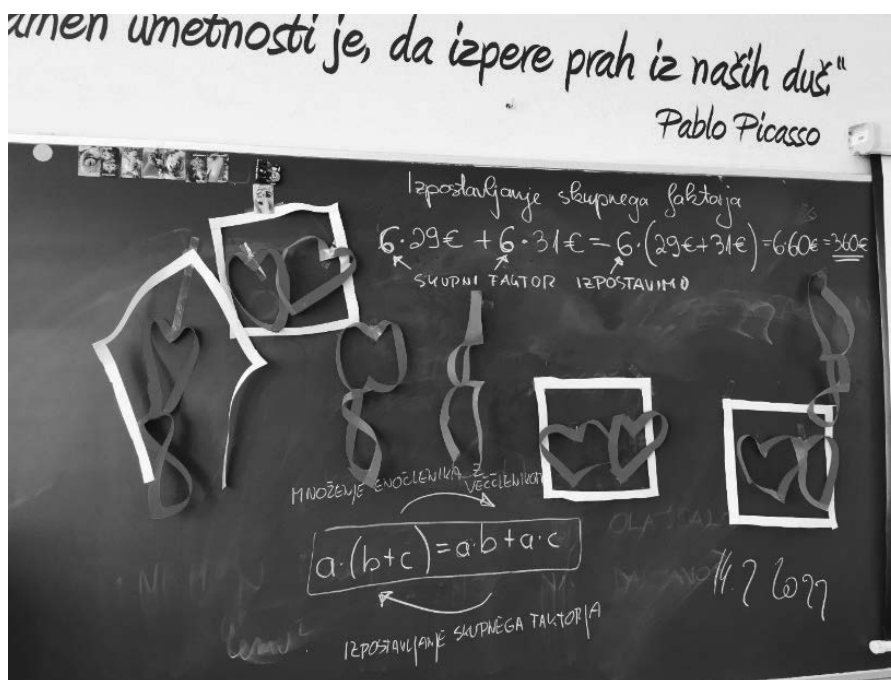 amen umetnosti je, da izpere prah iz naših duš."
Pablo Picasso
Izpostavljanje skupnega faktorja
6·29€ + 6·31€ = 6·(29€+31€) = 6·60€ = 360€
SKUPNI FAKTOR IZPOSTAVIMO
MNOŽENJE ENOČLENIKA Z
VEČČLENIKOM
a·(b+c)=a·b+a·c
IZPOSTAVLJANJE SKUPNEGA FAKTORJA